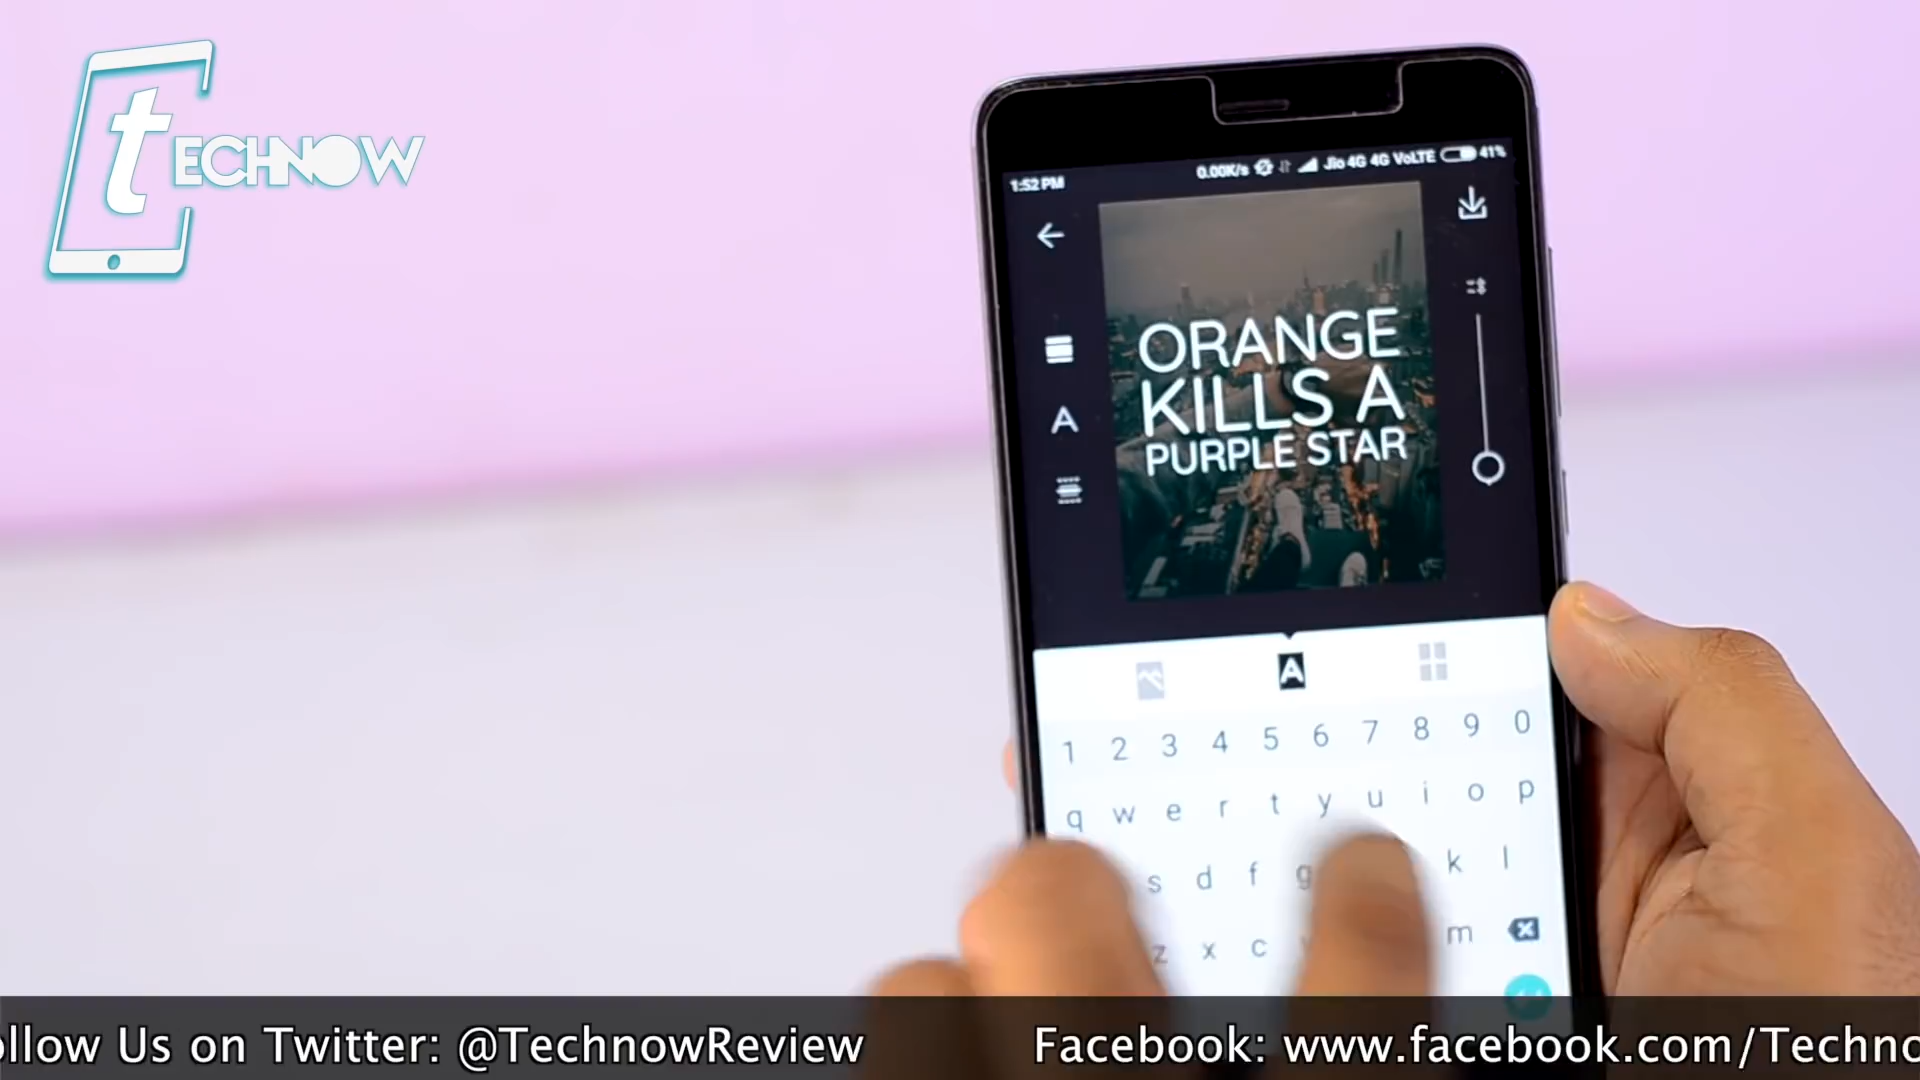 tECHNOW
1:52 PM
0.00K/s Jio 4G 4G VoLTE 41%
ORANGE
KILLS A
PURPLE STAR
A
A
1 2 3 4 5 6 7 8 9 0
q w e r t y u i o p
s d f g k l
z x c m
ollow Us on Twitter: @TechnowReview Facebook: www.facebook.com/Techno